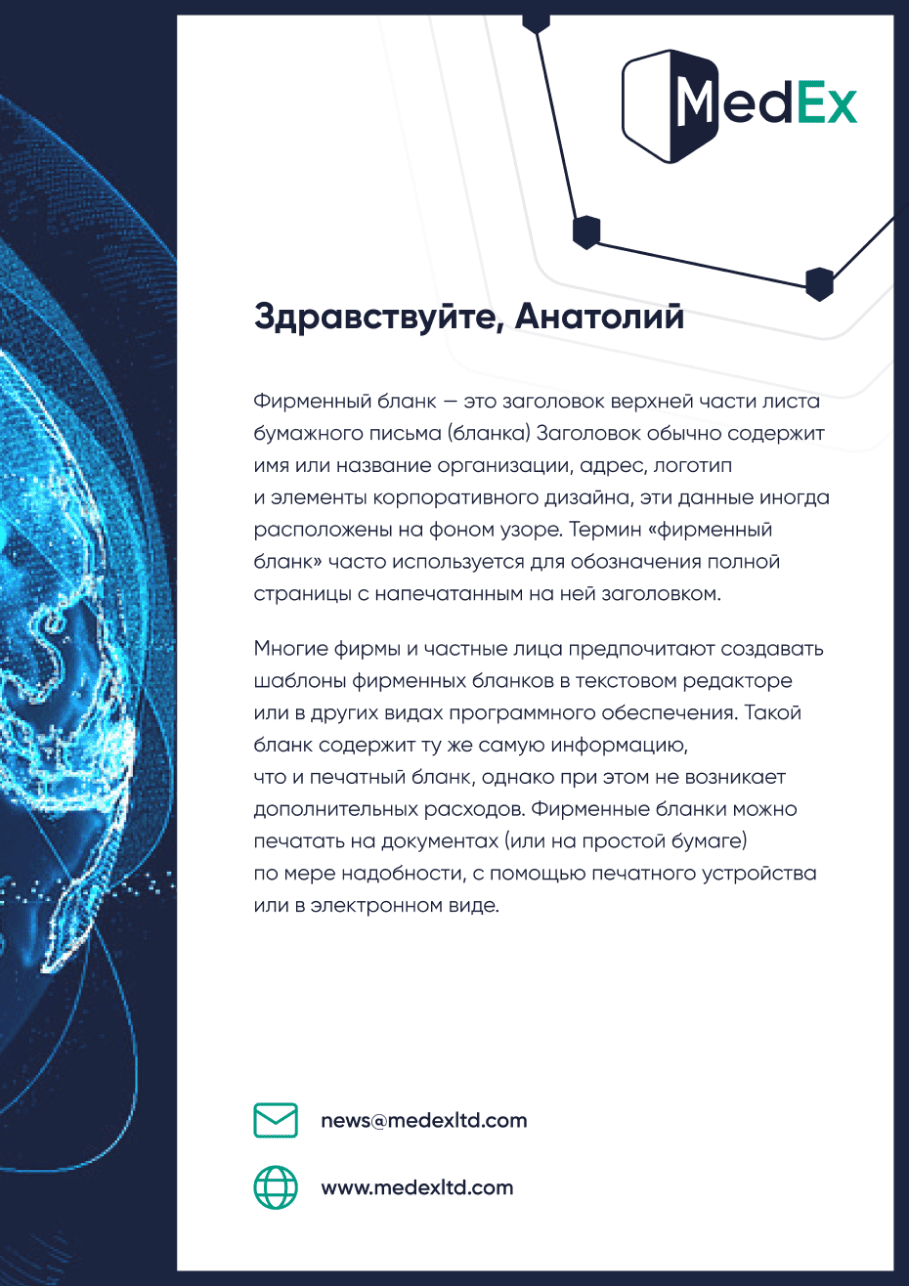 MedEx
Здравствуйте, Анатолий
Фирменный бланк — это заголовок верхней части листа
бумажного письма (бланка) Заголовок обычно содержит
имя или название организации, адрес, логотип
и элементы корпоративного дизайна, эти данные иногда
расположены на фоном узоре. Термин «фирменный
бланк» часто используется для обозначения полной
страницы с напечатанным на ней заголовком.
Многие фирмы и частные лица предпочитают создавать
шаблоны фирменных бланков в текстовом редакторе
или в других видах программного обеспечения. Такой
бланк содержит ту же самую информацию,
что и печатный бланк, однако при этом не возникает
дополнительных расходов. Фирменные бланки можно
печатать на документах (или на простой бумаге)
по мере надобности, с помощью печатного устройства
или в электронном виде.
news@medexltd.com
www.medexltd.com